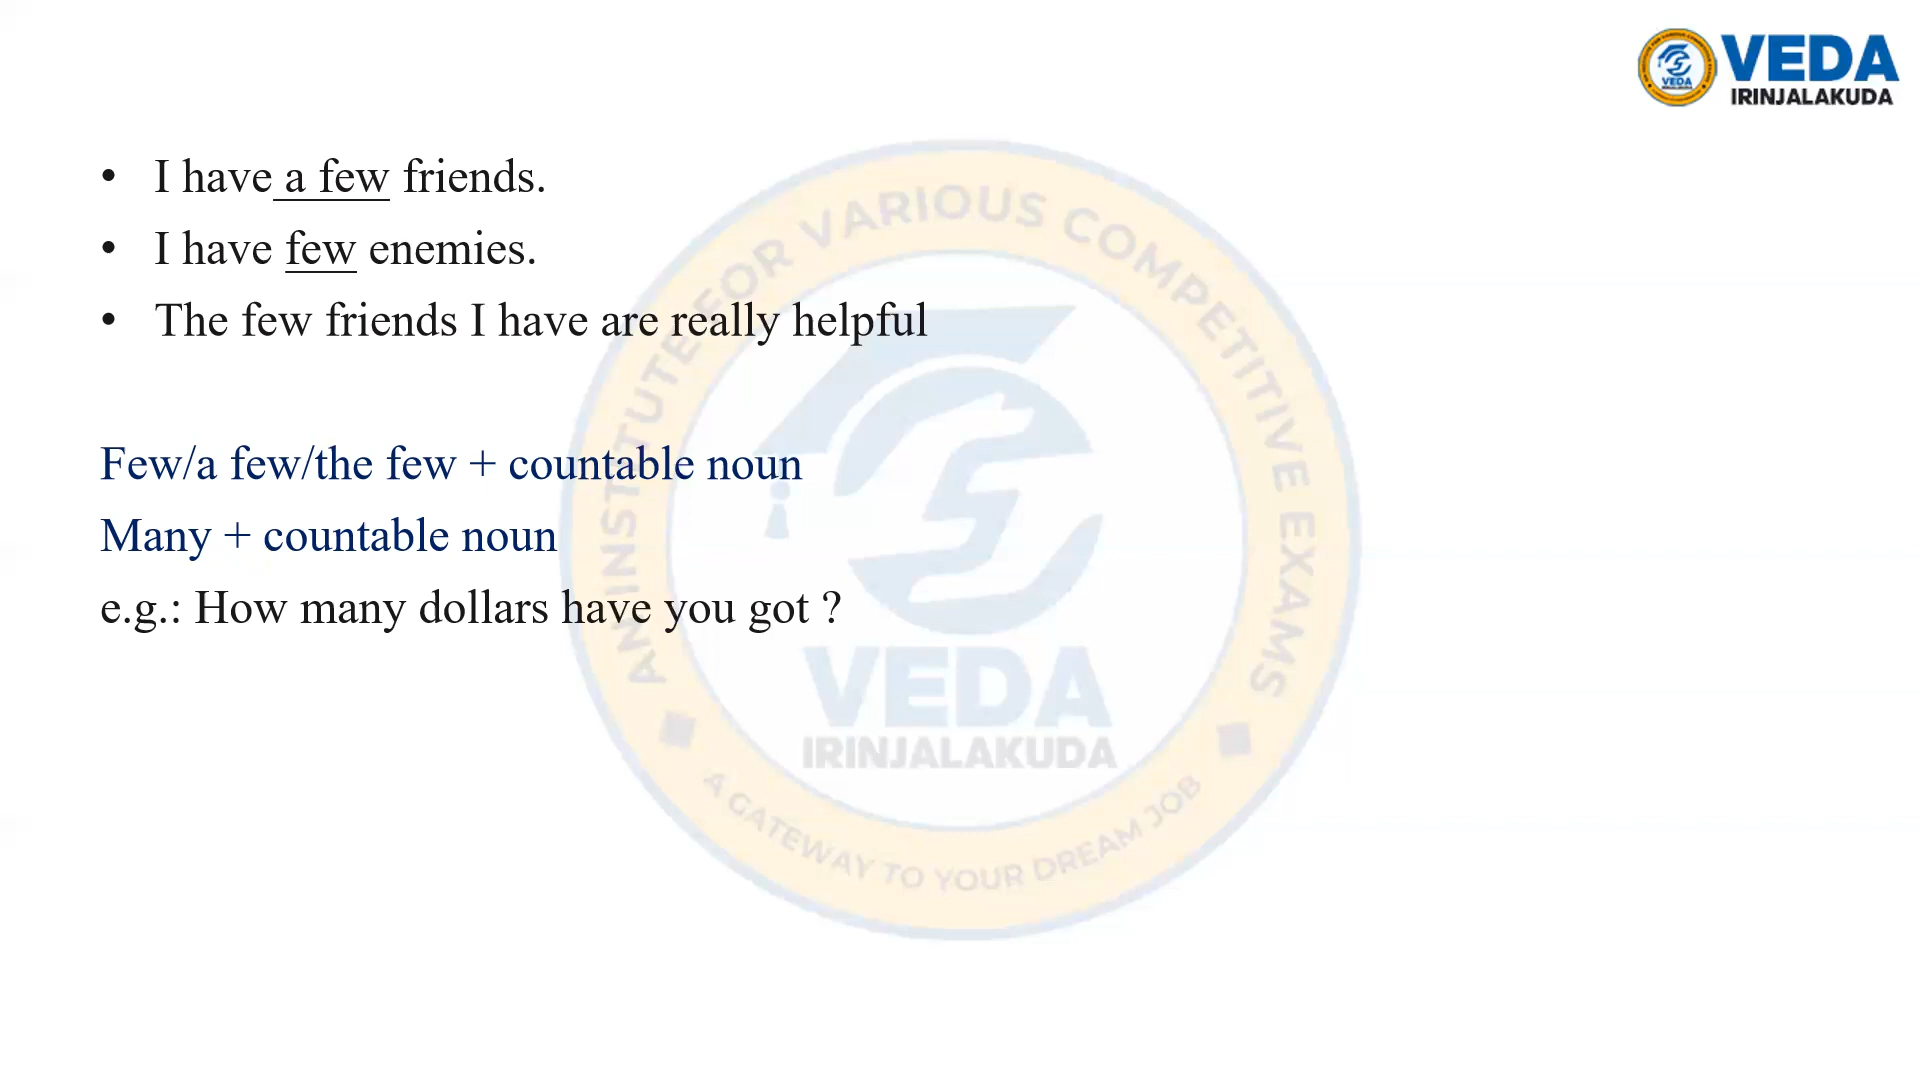 VEDA
IRINJALAKUDA
• I have a few friends.
• I have few enemies.
• The few friends I have are really helpful
Few/a few/the few + countable noun
Many + countable noun
e.g.: How many dollars have you got ?
AN INSTITUTE FOR VARIOUS COMPETITIVE EXAMS
VEDA
IRINJALAKUDA
A GATEWAY TO YOUR DREAM JOB